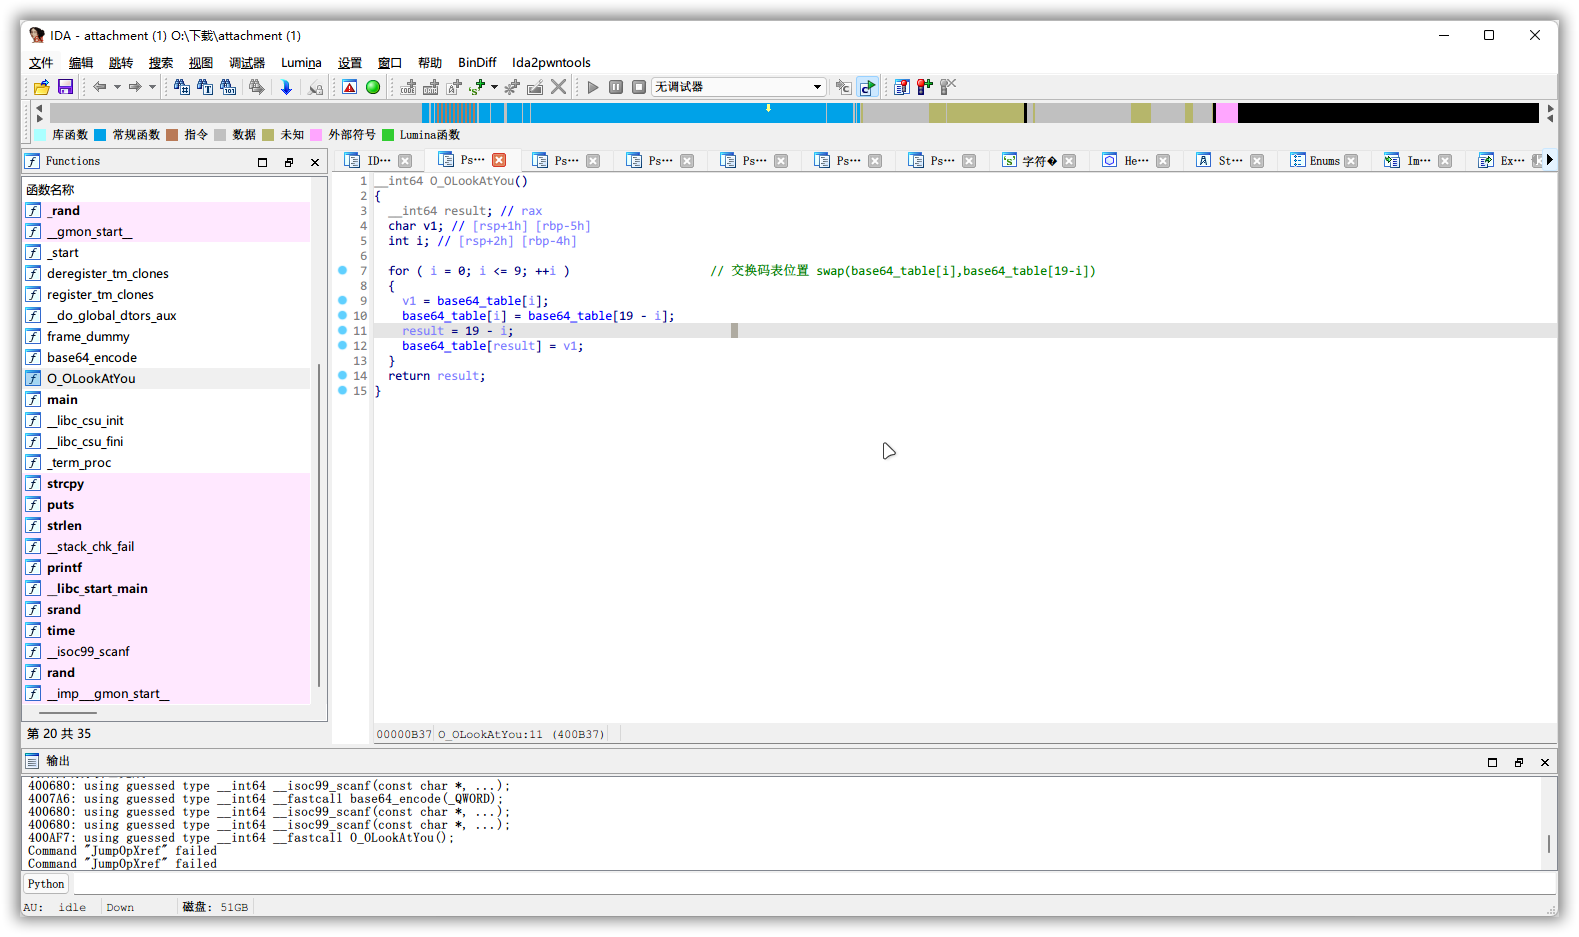 IDA - attachment (1) O:\下载\attachment (1)
文件 编辑 跳转 搜索 视图 调试器 Lumina 设置 窗口 帮助 BinDiff Ida2pwntools
无调试器
库函数 常规函数 指令 数据 未知 外部符号 Lumina函数
Functions
函数名称
_rand
__gmon_start__
_start
deregister_tm_clones
register_tm_clones
__do_global_dtors_aux
frame_dummy
base64_encode
O_OLookAtYou
main
__libc_csu_init
__libc_csu_fini
_term_proc
strcpy
puts
strlen
__stack_chk_fail
printf
__libc_start_main
srand
time
__isoc99_scanf
rand
__imp___gmon_start__
第 20 共 35
ID… Ps… Ps… Ps… Ps… Ps… Ps… 字符� He… St… Enums Im… Ex…
1 __int64 O_OLookAtYou()
2 {
3 __int64 result; // rax
4 char v1; // [rsp+1h] [rbp-5h]
5 int i; // [rsp+2h] [rbp-4h]
6
7 for ( i = 0; i <= 9; ++i ) // 交换码表位置 swap(base64_table[i],base64_table[19-i])
8 {
9 v1 = base64_table[i];
10 base64_table[i] = base64_table[19 - i];
11 result = 19 - i;
12 base64_table[result] = v1;
13 }
14 return result;
15 }
00000B37 O_OLookAtYou:11 (400B37)
输出
400680: using guessed type __int64 __isoc99_scanf(const char *, ...);
4007A6: using guessed type __int64 __fastcall base64_encode(_QWORD);
400680: using guessed type __int64 __isoc99_scanf(const char *, ...);
400680: using guessed type __int64 __isoc99_scanf(const char *, ...);
400AF7: using guessed type __int64 __fastcall O_OLookAtYou();
Command "JumpOpXref" failed
Command "JumpOpXref" failed
Python
AU: idle Down 磁盘: 51GB